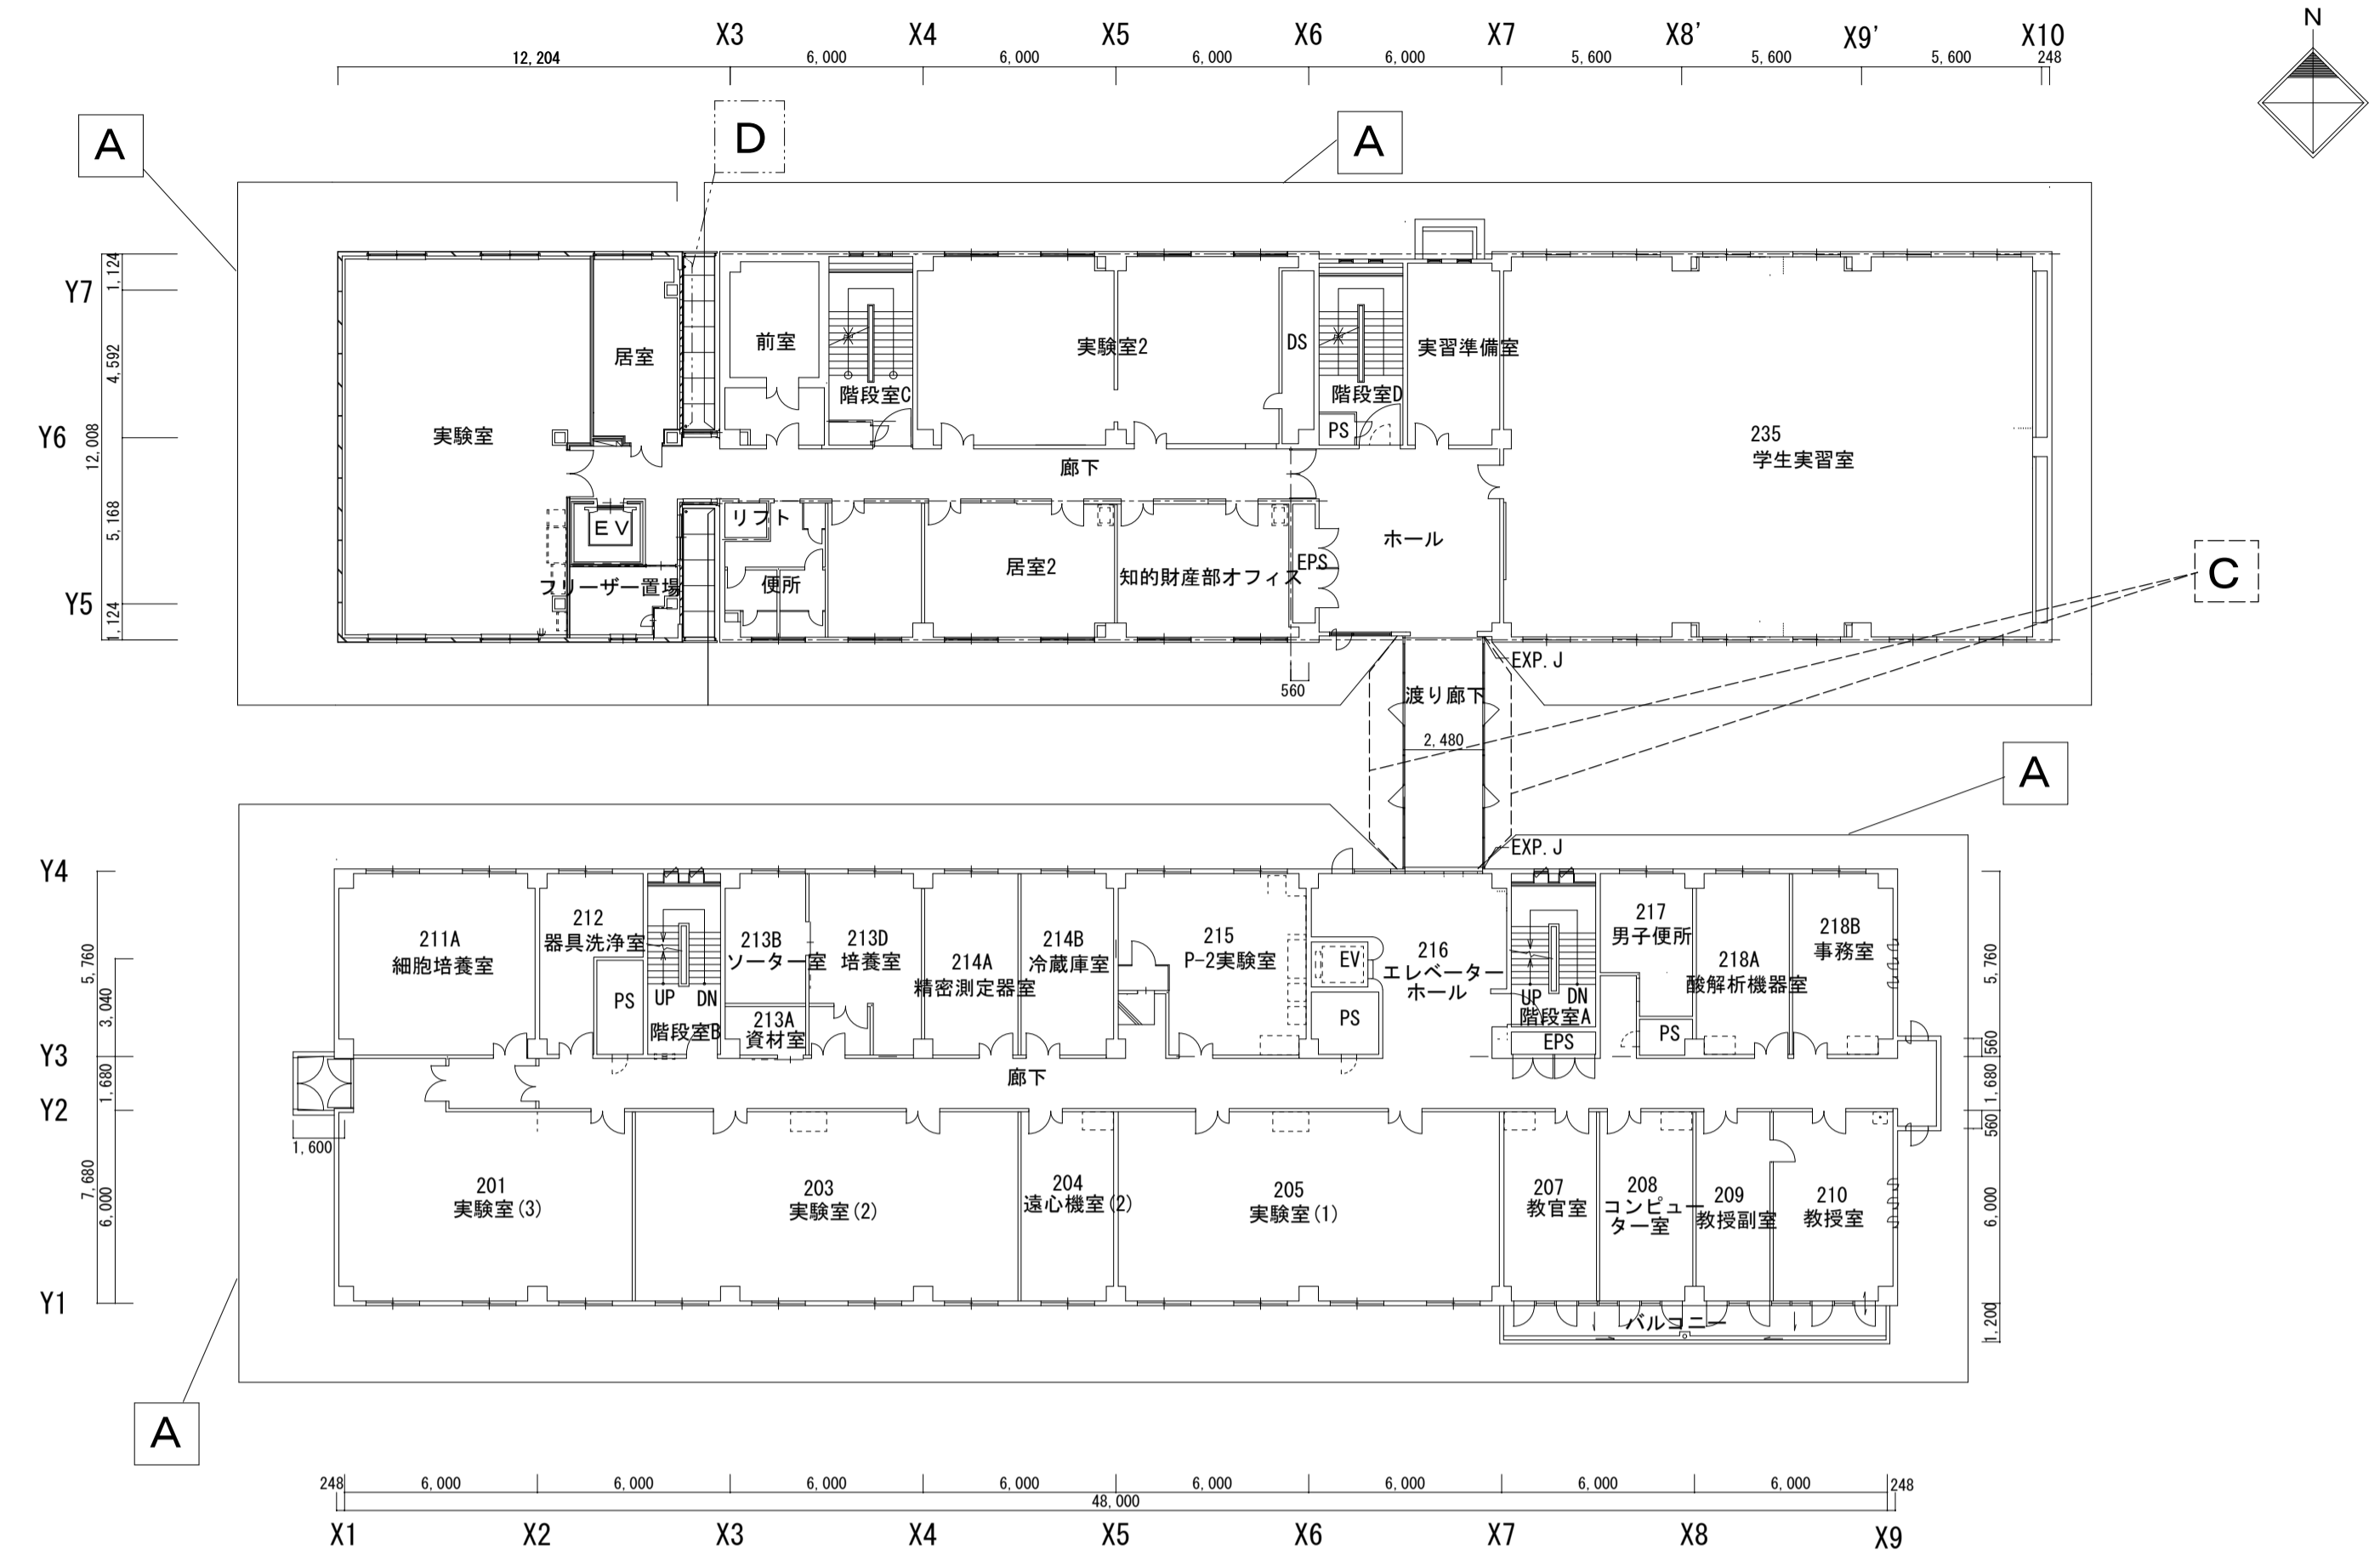 X3 X4 X5 X6 X7 X8' X9' X10
N
12,204 6,000 6,000 6,000 6,000 5,600 5,600 5,600 248
A
D
A
Y7
Y6
Y5
1,124
4,592
12,008
5,168
1,124
実験室
居室
前室
階段室C
実験室2
DS
階段室D
PS
実習準備室
235
学生実習室
廊下
EV
フリーザー置場
リフト
便所
居室2
知的財産部オフィス
EPS
ホール
C
560
EXP.J
渡り廊下
2,480
EXP.J
A
Y4
Y3
Y2
Y1
5,760
3,040
1,680
7,680
6,000
1,600
211A
細胞培養室
212
器具洗浄室
PS
UP DN
階段室B
213B
ソーター室
213A
資材室
213D
培養室
214A
精密測定器室
214B
冷蔵庫室
215
P-2実験室
EV
PS
216
エレベーター
ホール
UP DN
階段室A
EPS
217
男子便所
PS
218A
酸解析機器室
218B
事務室
廊下
201
実験室(3)
203
実験室(2)
204
遠心機室(2)
205
実験室(1)
207
教官室
208
コンピュー
ター室
209
教授副室
210
教授室
バルコニー
5,760
560
1,680
560
6,000
1,200
A
248 6,000 6,000 6,000 6,000 6,000 6,000 6,000 6,000 248
48,000
X1 X2 X3 X4 X5 X6 X7 X8 X9